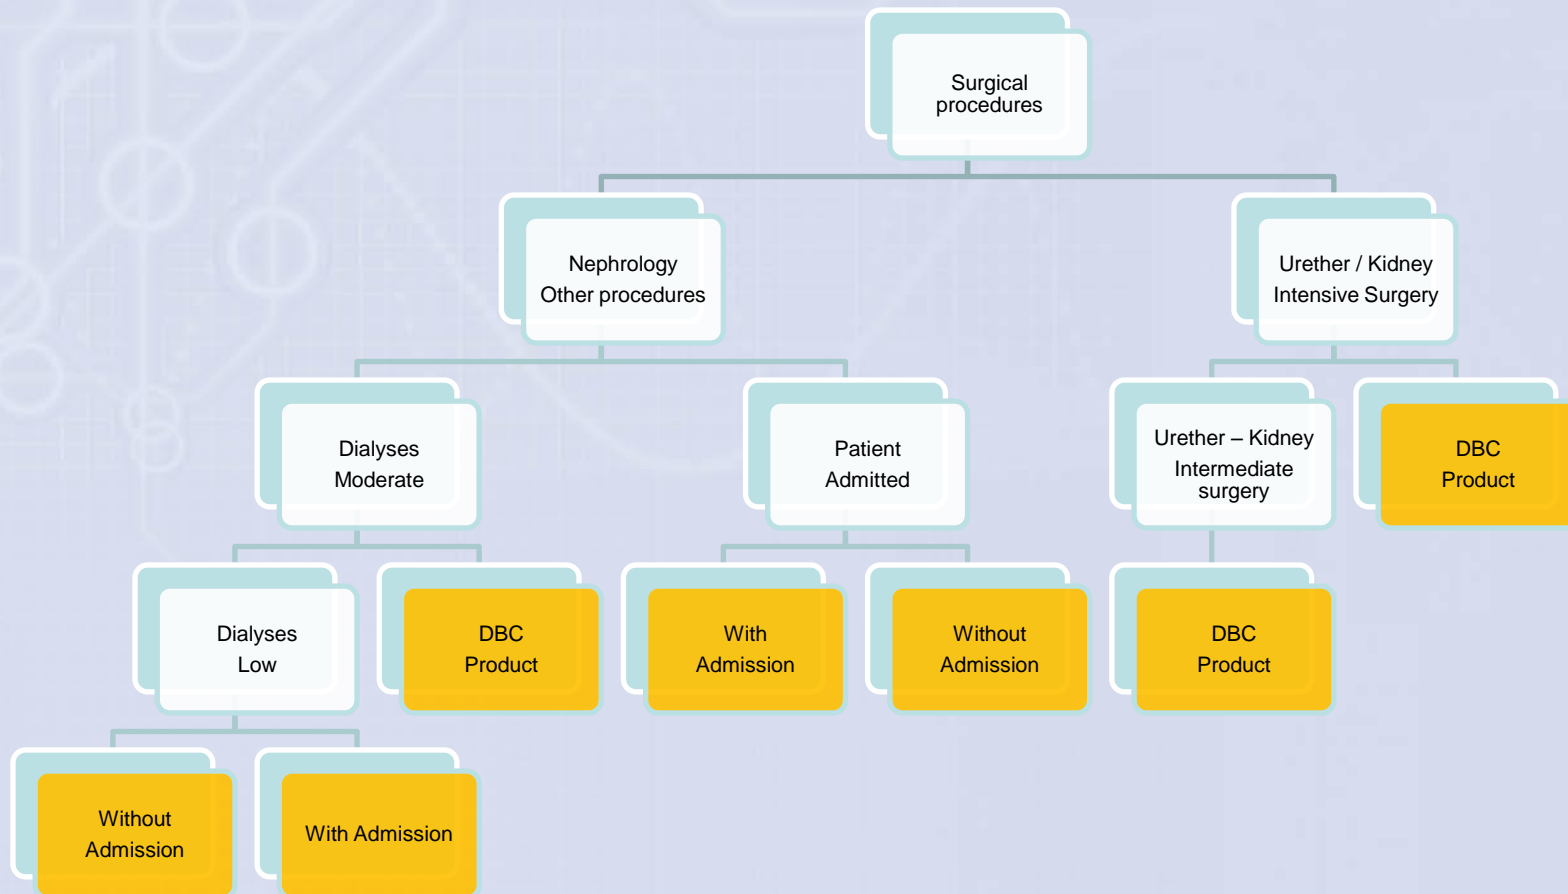 Surgical
procedures
Nephrology
Other procedures
Urether / Kidney
Intensive Surgery
Dialyses
Moderate
Patient
Admitted
Urether – Kidney
Intermediate
surgery
DBC
Product
Dialyses
Low
DBC
Product
With
Admission
Without
Admission
DBC
Product
Without
Admission
With Admission